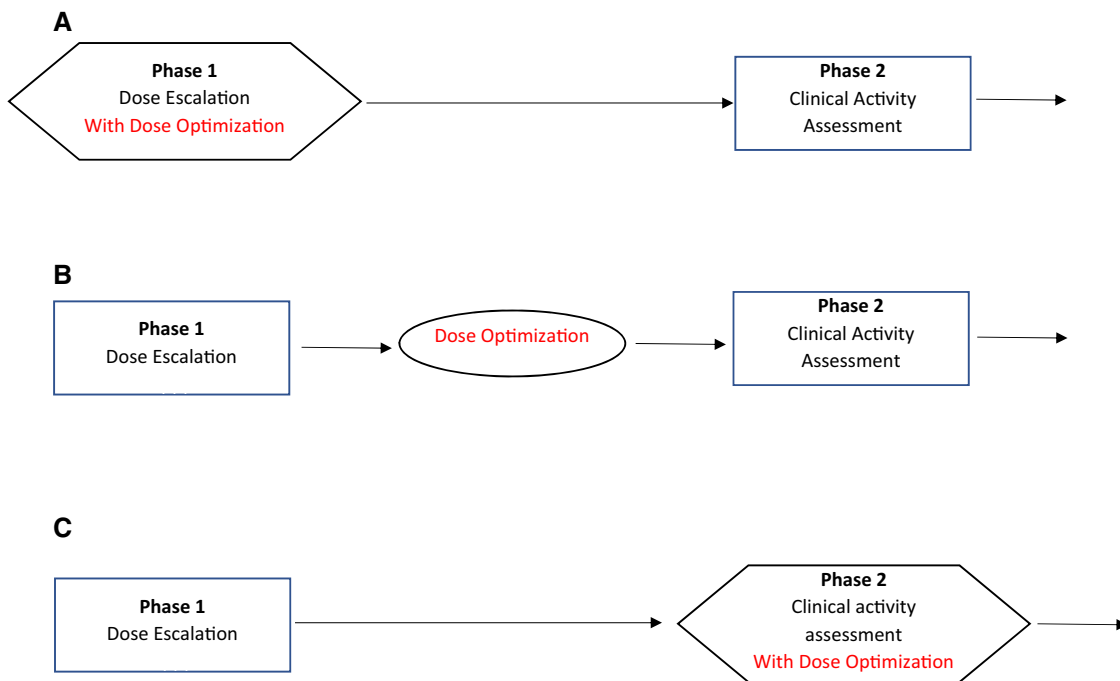 A
Phase 1
Dose Escalation
With Dose Optimization
Phase 2
Clinical Activity
Assessment
B
Phase 1
Dose Escalation
Dose Optimization
Phase 2
Clinical Activity
Assessment
C
Phase 1
Dose Escalation
Phase 2
Clinical activity
assessment
With Dose Optimization